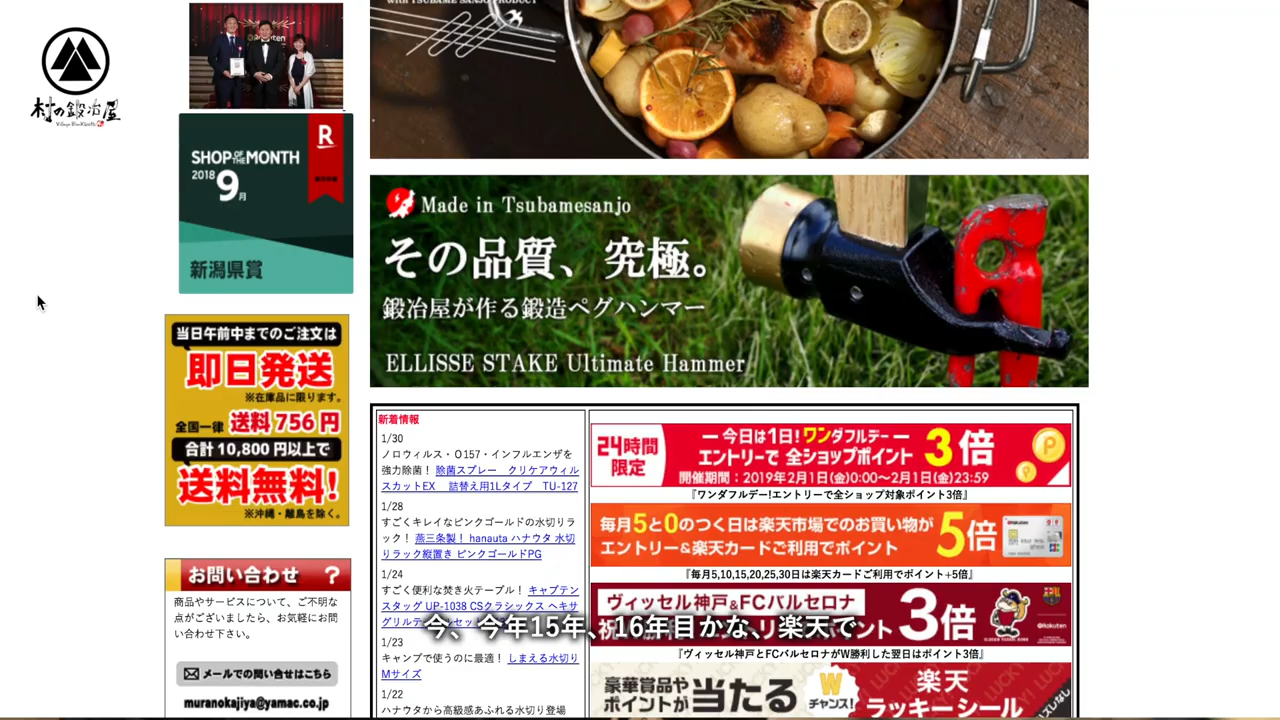 WITH TSUBAME SANJO PRODUCT
村の鍛冶屋
Rakuten
SHOP OF THE MONTH
2018 9月
R
新潟県賞
Made in Tsubamesanjo
その品質、究極。
鍛冶屋が作る鍛造ペグハンマー
ELLISSE STAKE Ultimate Hammer
当日午前中までのご注文は
即日発送
※在庫品に限ります。
全国一律 送料756円
合計10,800円以上で
送料無料!
※沖縄・離島を除く。
お問い合わせ ?
商品やサービスについて、ご不明な
点がございましたら、お気軽にお問
い合わせ下さい。
メールでの問い合せはこちら
muranokajiya@yamac.co.jp
新着情報
1/30
ノロウィルス・O157・インフルエンザを
強力除菌! 除菌スプレー クリケアウィル
スカットEX 詰替え用1Lタイプ TU-127
1/28
すごくキレイなピンクゴールドの水切りラ
ック! 燕三条製! hanauta ハナウタ 水切
りラック縦置き ピンクゴールドPG
1/24
すごく便利な焚き火テーブル! キャプテン
スタッグ UP-1038 CSクラシックス ヘキサ
グリルテ
1/23
キャンプで使うのに最適! しまえる水切り
Mサイズ
1/22
ハナウタから高級感あふれる水切り登場
24時間
限定
今日は1日!ワンダフルデー
エントリーで 全ショップポイント 3倍
開催期間：2019年2月1日(金)0:00〜2月1日(金)23:59
『ワンダフルデー!エントリーで全ショップ対象ポイント3倍』
毎月5と0のつく日は楽天市場でのお買い物が
エントリー&楽天カードご利用でポイント 5倍
『毎月5,10,15,20,25,30日は楽天カードご利用でポイント+5倍』
ヴィッセル神戸&FCバルセロナ
祝 ポイント 3倍
Rakuten
今、今年15年、16年目かな、楽天で
『ヴィッセル神戸とFCバルセロナがW勝利した翌日はポイント3倍』
豪華賞品や
ポイントが 当たる
Wチャンス!
楽天
ラッキーシール